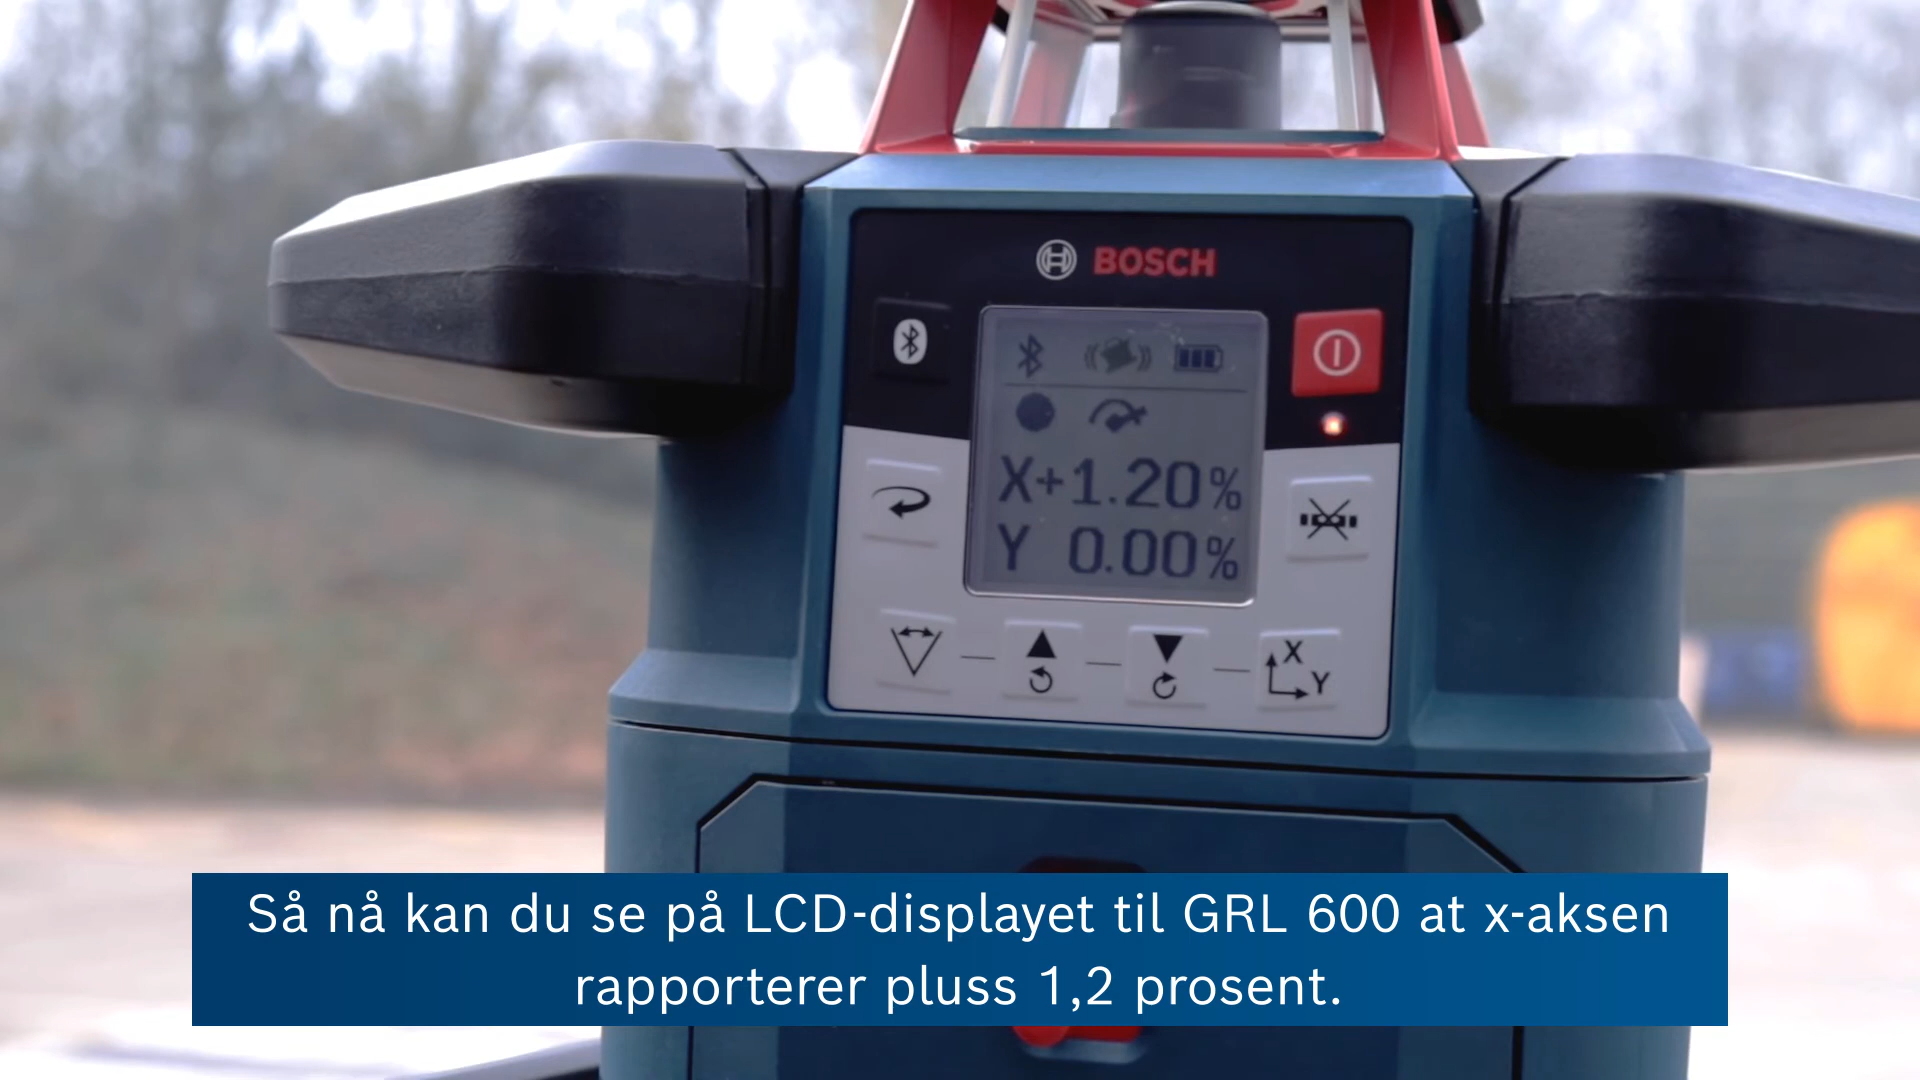 BOSCH
X+1.20%
Y 0.00%
X
Y
Så nå kan du se på LCD-displayet til GRL 600 at x-aksen
rapporterer pluss 1,2 prosent.